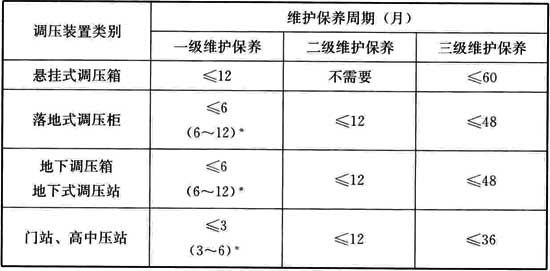 调压装置类别
维护保养周期（月）
一级维护保养 二级维护保养 三级维护保养
悬挂式调压箱 ≤12 不需要 ≤60
落地式调压柜 ≤6 (6～12)* ≤12 ≤48
地下调压箱 地下式调压站 ≤6 (6～12)* ≤12 ≤48
门站、高中压站 ≤3 (3～6)* ≤12 ≤36